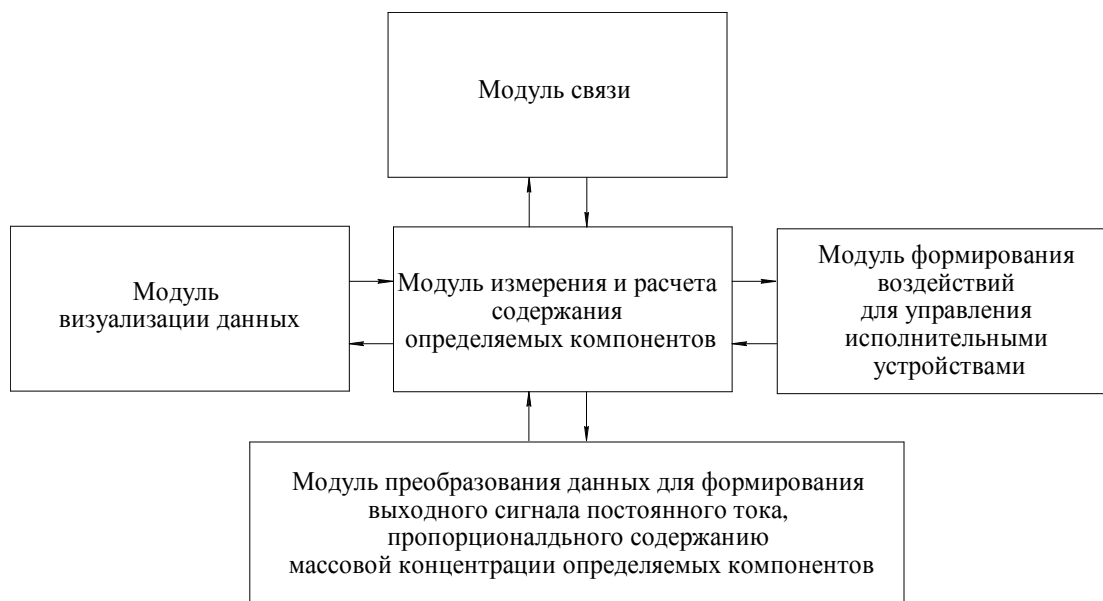 Модуль связи
Модуль
визуализации данных
Модуль измерения и расчета
содержания
определяемых компонентов
Модуль формирования
воздействий
для управления
исполнительными
устройствами
Модуль преобразования данных для формирования
выходного сигнала постоянного тока,
пропорционалдьного содержанию
массовой концентрации определяемых компонентов